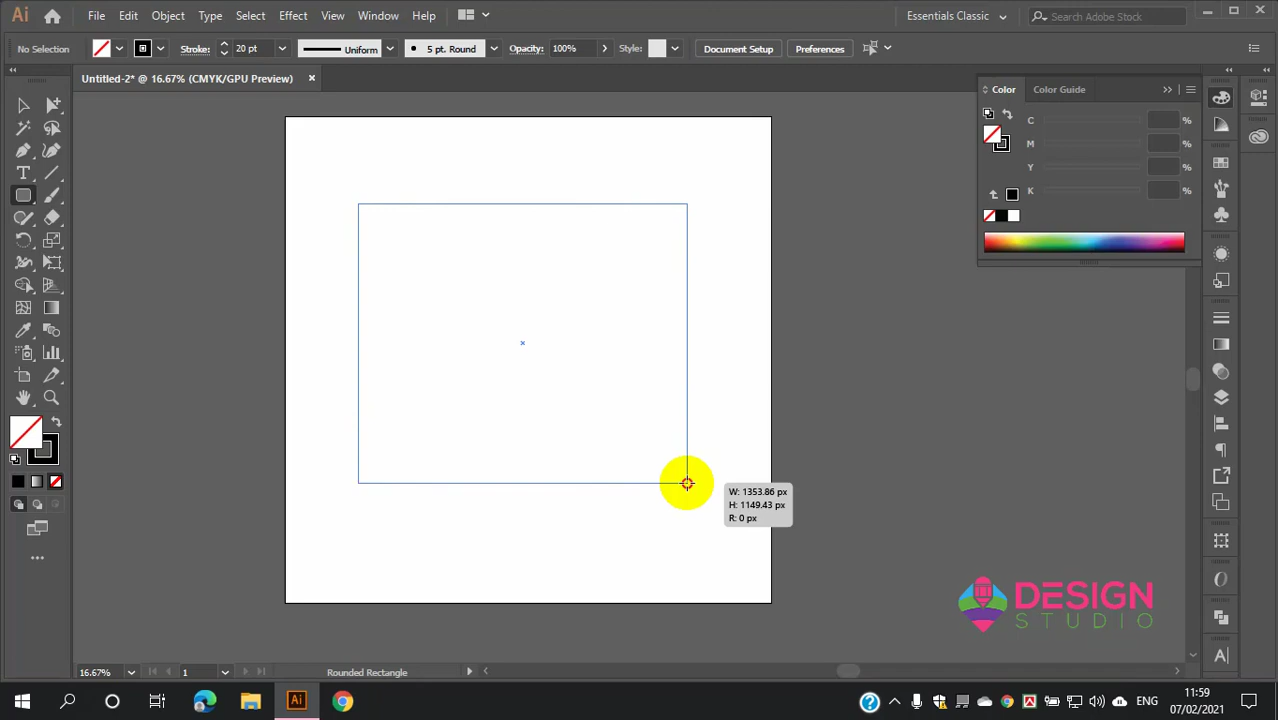 Ai File Edit Object Type Select Effect View Window Help Essentials Classic Search Adobe Stock
No Selection Stroke: 20 pt Uniform 5 pt. Round Opacity: 100% Style: Document Setup Preferences
Untitled-2* @ 16.67% (CMYK/GPU Preview)
Color Color Guide
C %
M %
Y %
K %
W: 1353.86 px
H: 1149.43 px
R: 0 px
DESIGN
STUDIO
16.67% 1 Rounded Rectangle
Ai ENG 11:59
07/02/2021